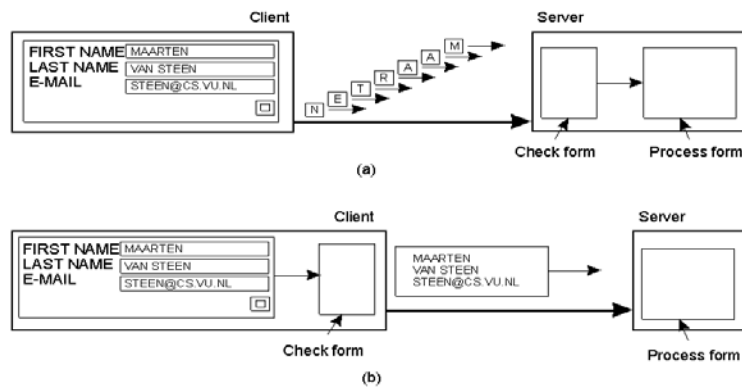 Client
Server
FIRST NAME MAARTEN
LAST NAME VAN STEEN
E-MAIL STEEN@CS.VU.NL
N E T R A A M
Check form Process form
(a)
Client
Server
FIRST NAME MAARTEN
LAST NAME VAN STEEN
E-MAIL STEEN@CS.VU.NL
MAARTEN
VAN STEEN
STEEN@CS.VU.NL
Check form
Process form
(b)